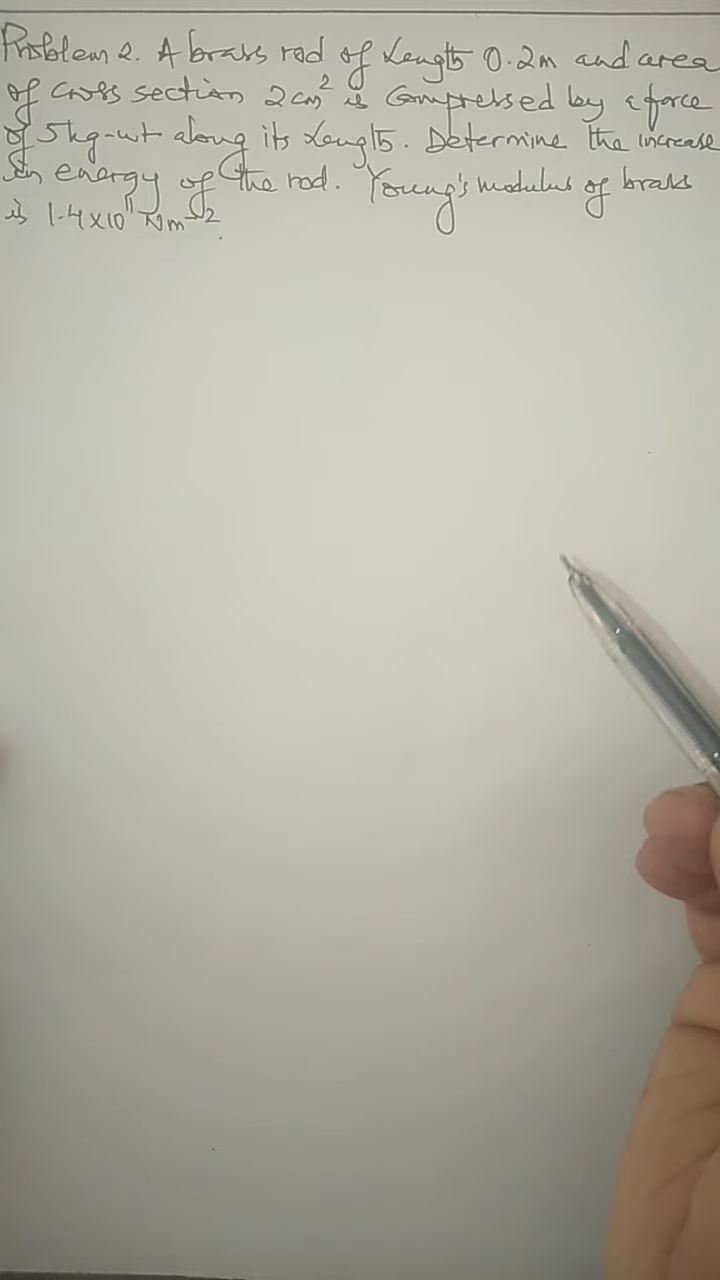 Problem 2. A brass rod of length 0.2m and area
of cross section 2 cm² is compressed by a force
of 5kg-wt along its length. Determine the increase
in energy of the rod. Young's modulus of brass
is 1.4×10¹¹ Nm⁻².